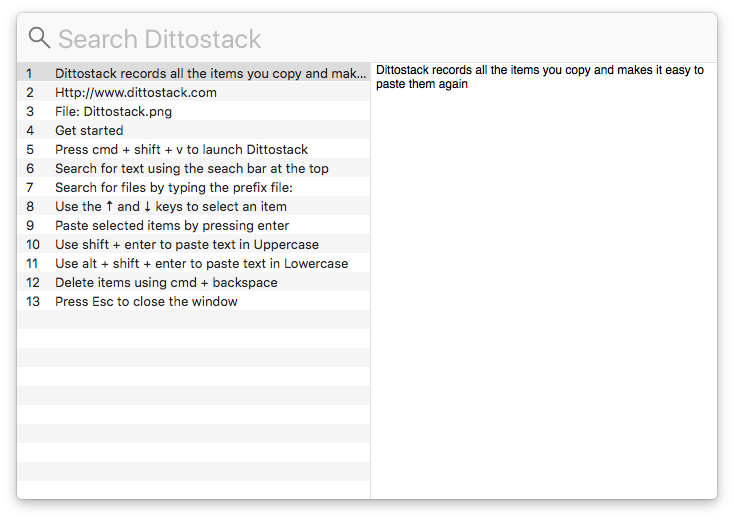 Search Dittostack
1 Dittostack records all the items you copy and mak...
2 Http://www.dittostack.com
3 File: Dittostack.png
4 Get started
5 Press cmd + shift + v to launch Dittostack
6 Search for text using the seach bar at the top
7 Search for files by typing the prefix file:
8 Use the ↑ and ↓ keys to select an item
9 Paste selected items by pressing enter
10 Use shift + enter to paste text in Uppercase
11 Use alt + shift + enter to paste text in Lowercase
12 Delete items using cmd + backspace
13 Press Esc to close the window
Dittostack records all the items you copy and makes it easy to
paste them again